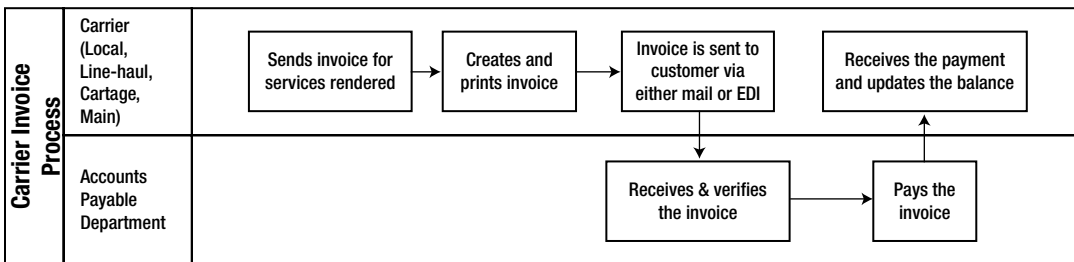 Carrier Invoice
Process
Carrier
(Local,
Line-haul,
Cartage,
Main)
Sends invoice for
services rendered
Creates and
prints invoice
Invoice is sent to
customer via
either mail or EDI
Receives the payment
and updates the balance
Accounts
Payable
Department
Receives & verifies
the invoice
Pays the
invoice